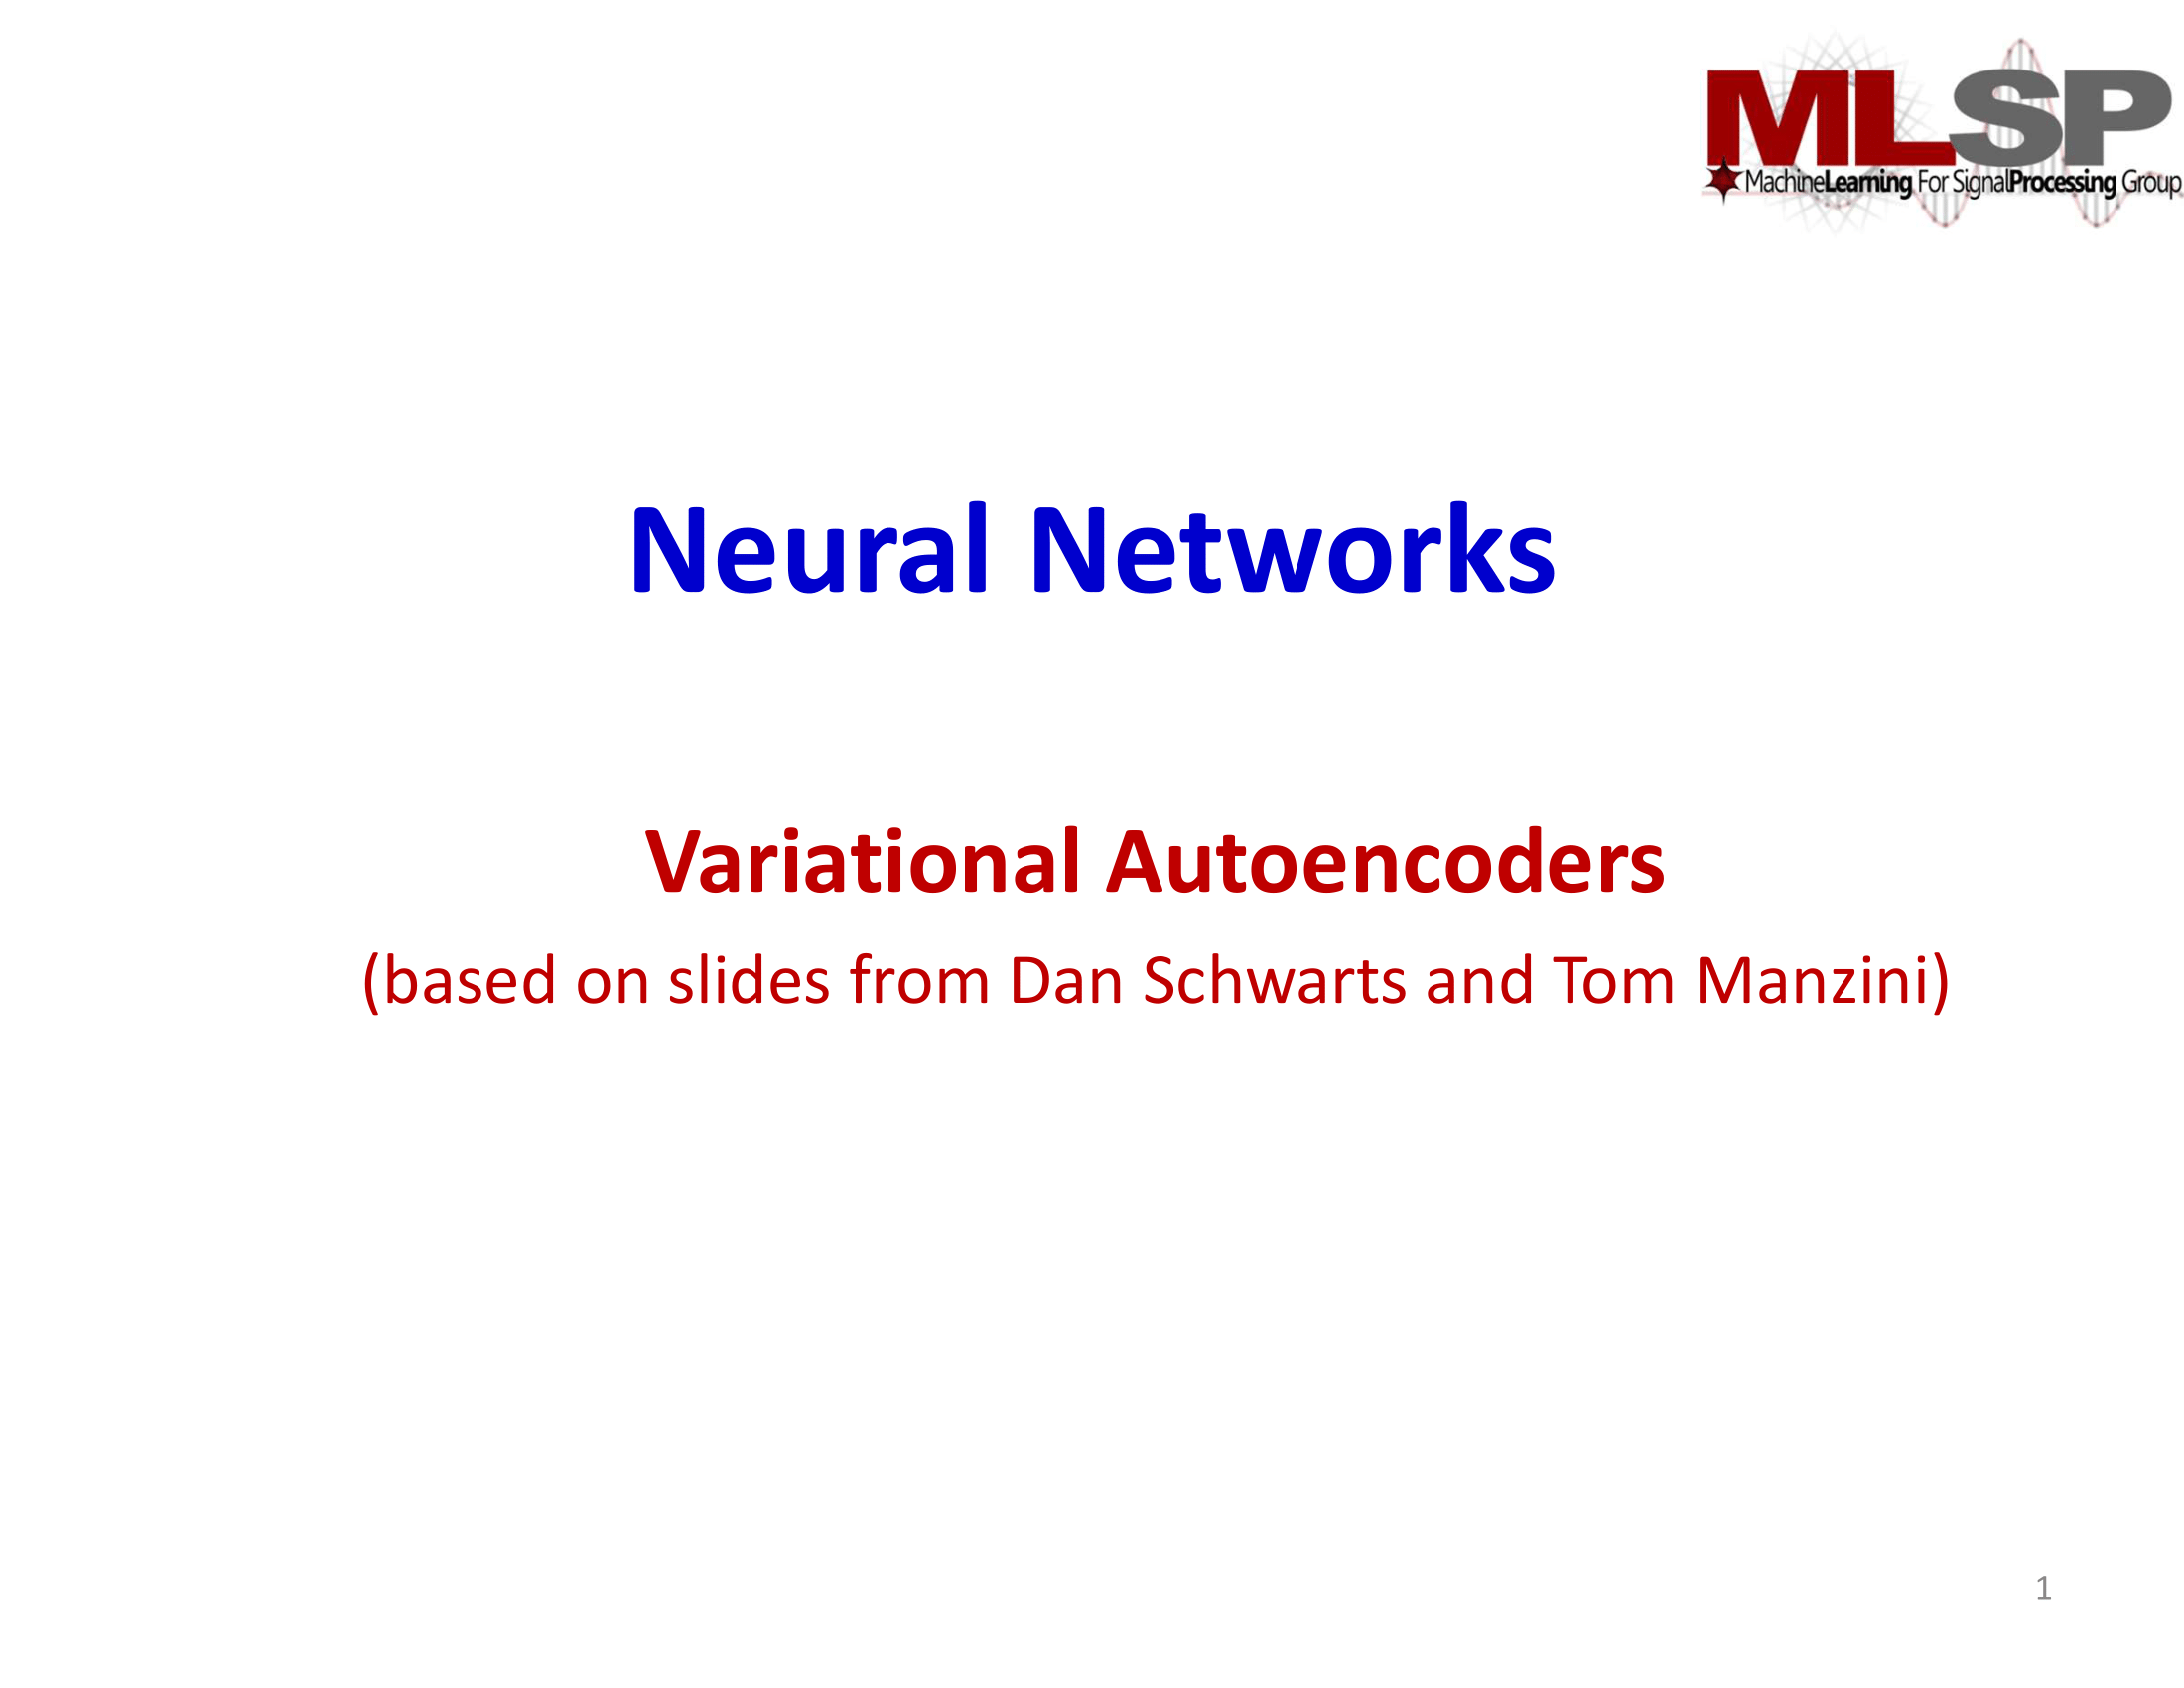 MLSP
MachineLearning For SignalProcessing Group
Neural Networks
Variational Autoencoders
(based on slides from Dan Schwarts and Tom Manzini)
1